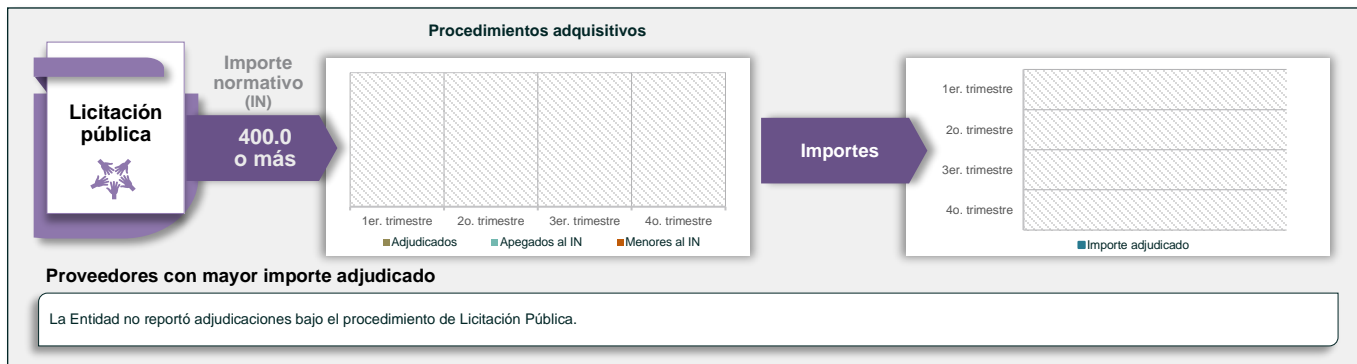 Procedimientos adquisitivos
Licitación
pública
Importe
normativo
(IN)
400.0
o más
1er. trimestre
2o. trimestre
3er. trimestre
4o. trimestre
Adjudicados
Apegados al IN
Menores al IN
Importes
1er. trimestre
2o. trimestre
3er. trimestre
4o. trimestre
Importe adjudicado
Proveedores con mayor importe adjudicado
La Entidad no reportó adjudicaciones bajo el procedimiento de Licitación Pública.